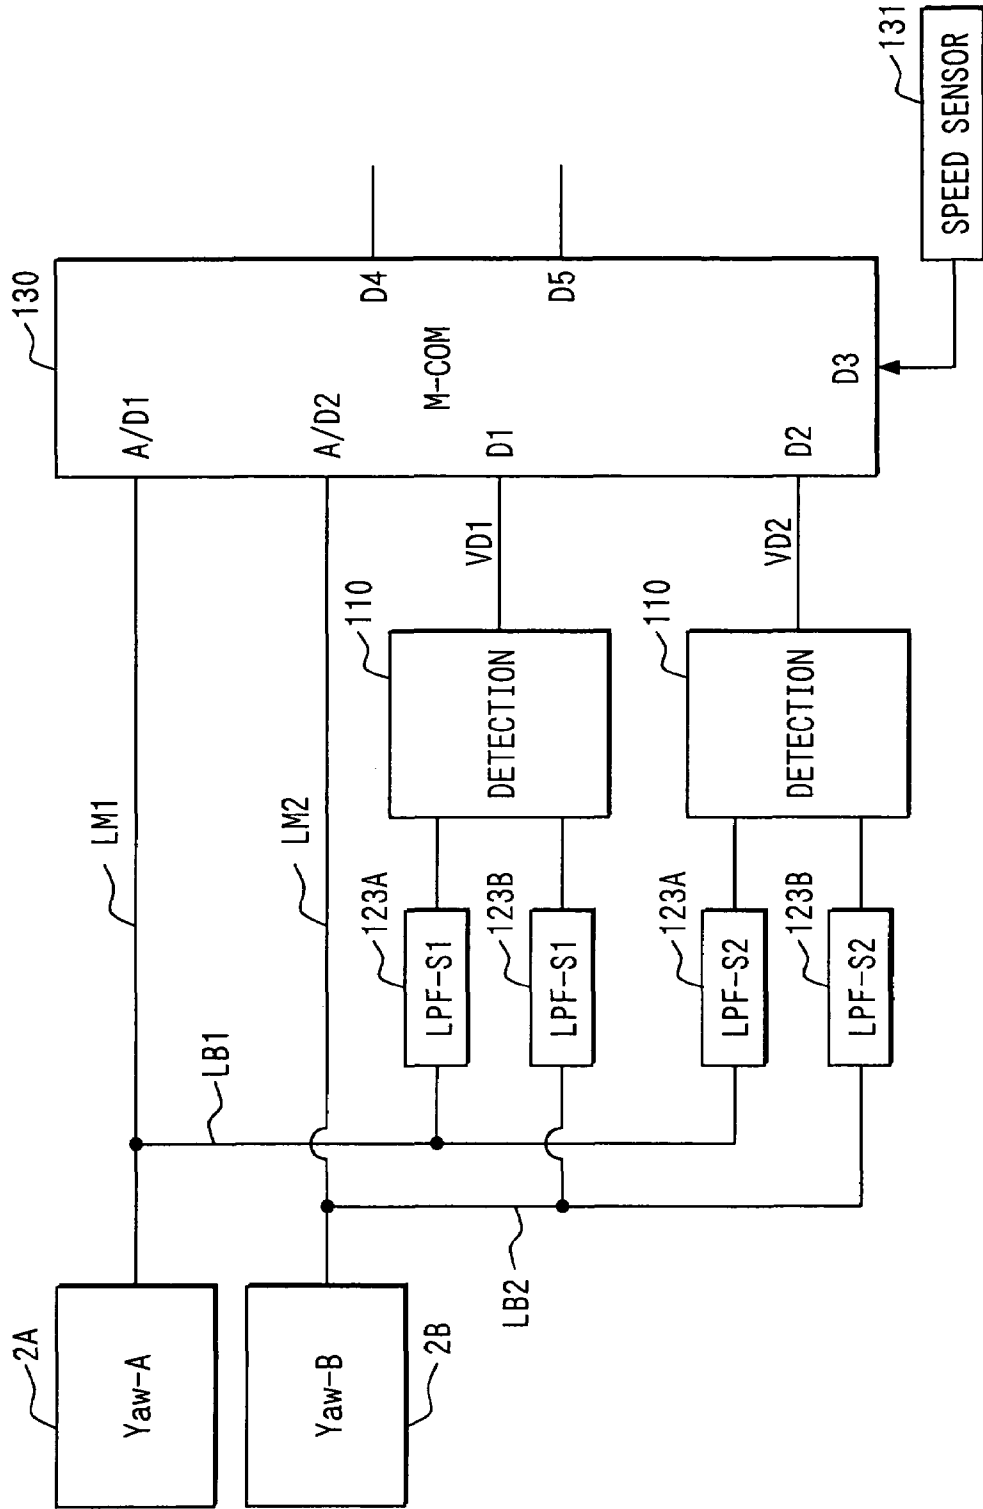 2A
Yaw-A
2B
Yaw-B
LM1
LM2
LB1
LB2
123A
LPF-S1
123B
LPF-S1
123A
LPF-S2
123B
LPF-S2
110
DETECTION
110
DETECTION
VD1
VD2
130
A/D1
A/D2
M-COM
D1
D2
D3
D4
D5
131
SPEED SENSOR